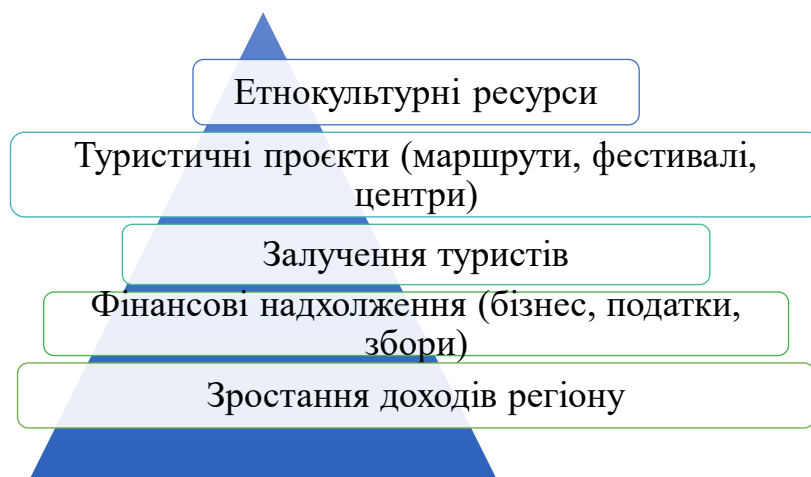 Етнокультурні ресурси
Туристичні проєкти (маршрути, фестивалі,
центри)
Залучення туристів
Фінансові надхолження (бізнес, податки,
збори)
Зростання доходів регіону